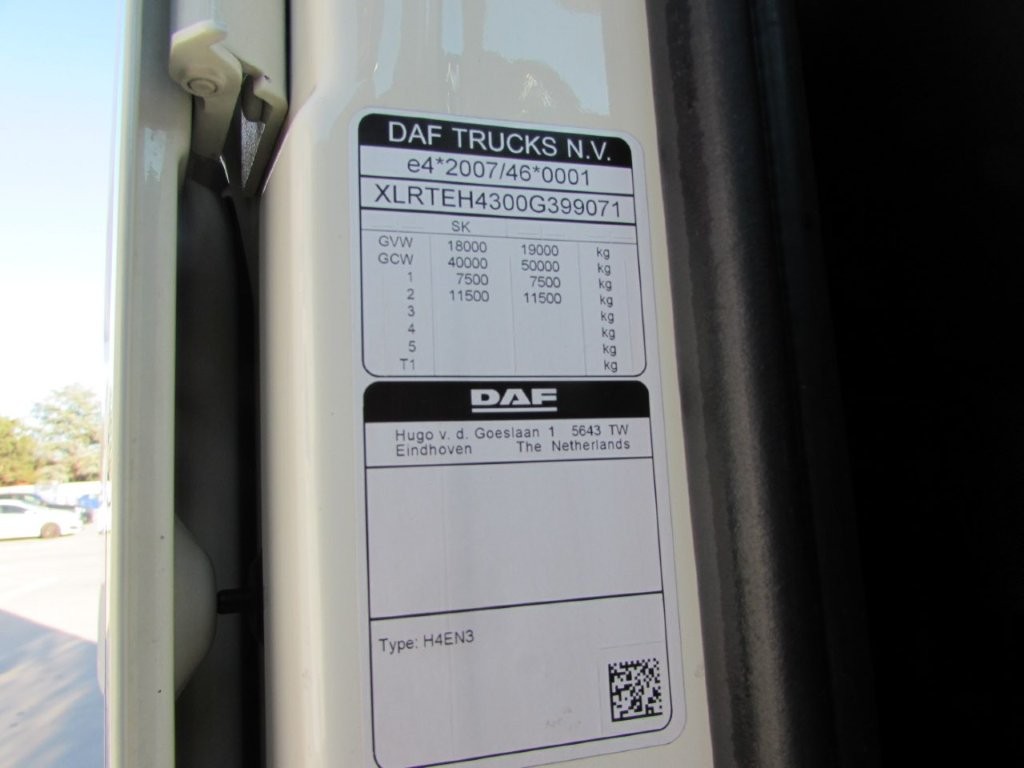 DAF TRUCKS N.V.
e4*2007/46*0001
XLRTEH4300G399071
SK
GVW 18000 19000 kg
GCW 40000 50000 kg
1 7500 7500 kg
2 11500 11500 kg
3 kg
4 kg
5 kg
T1 kg
DAF
Hugo v. d. Goeslaan 1 5643 TW
Eindhoven The Netherlands
Type: H4EN3